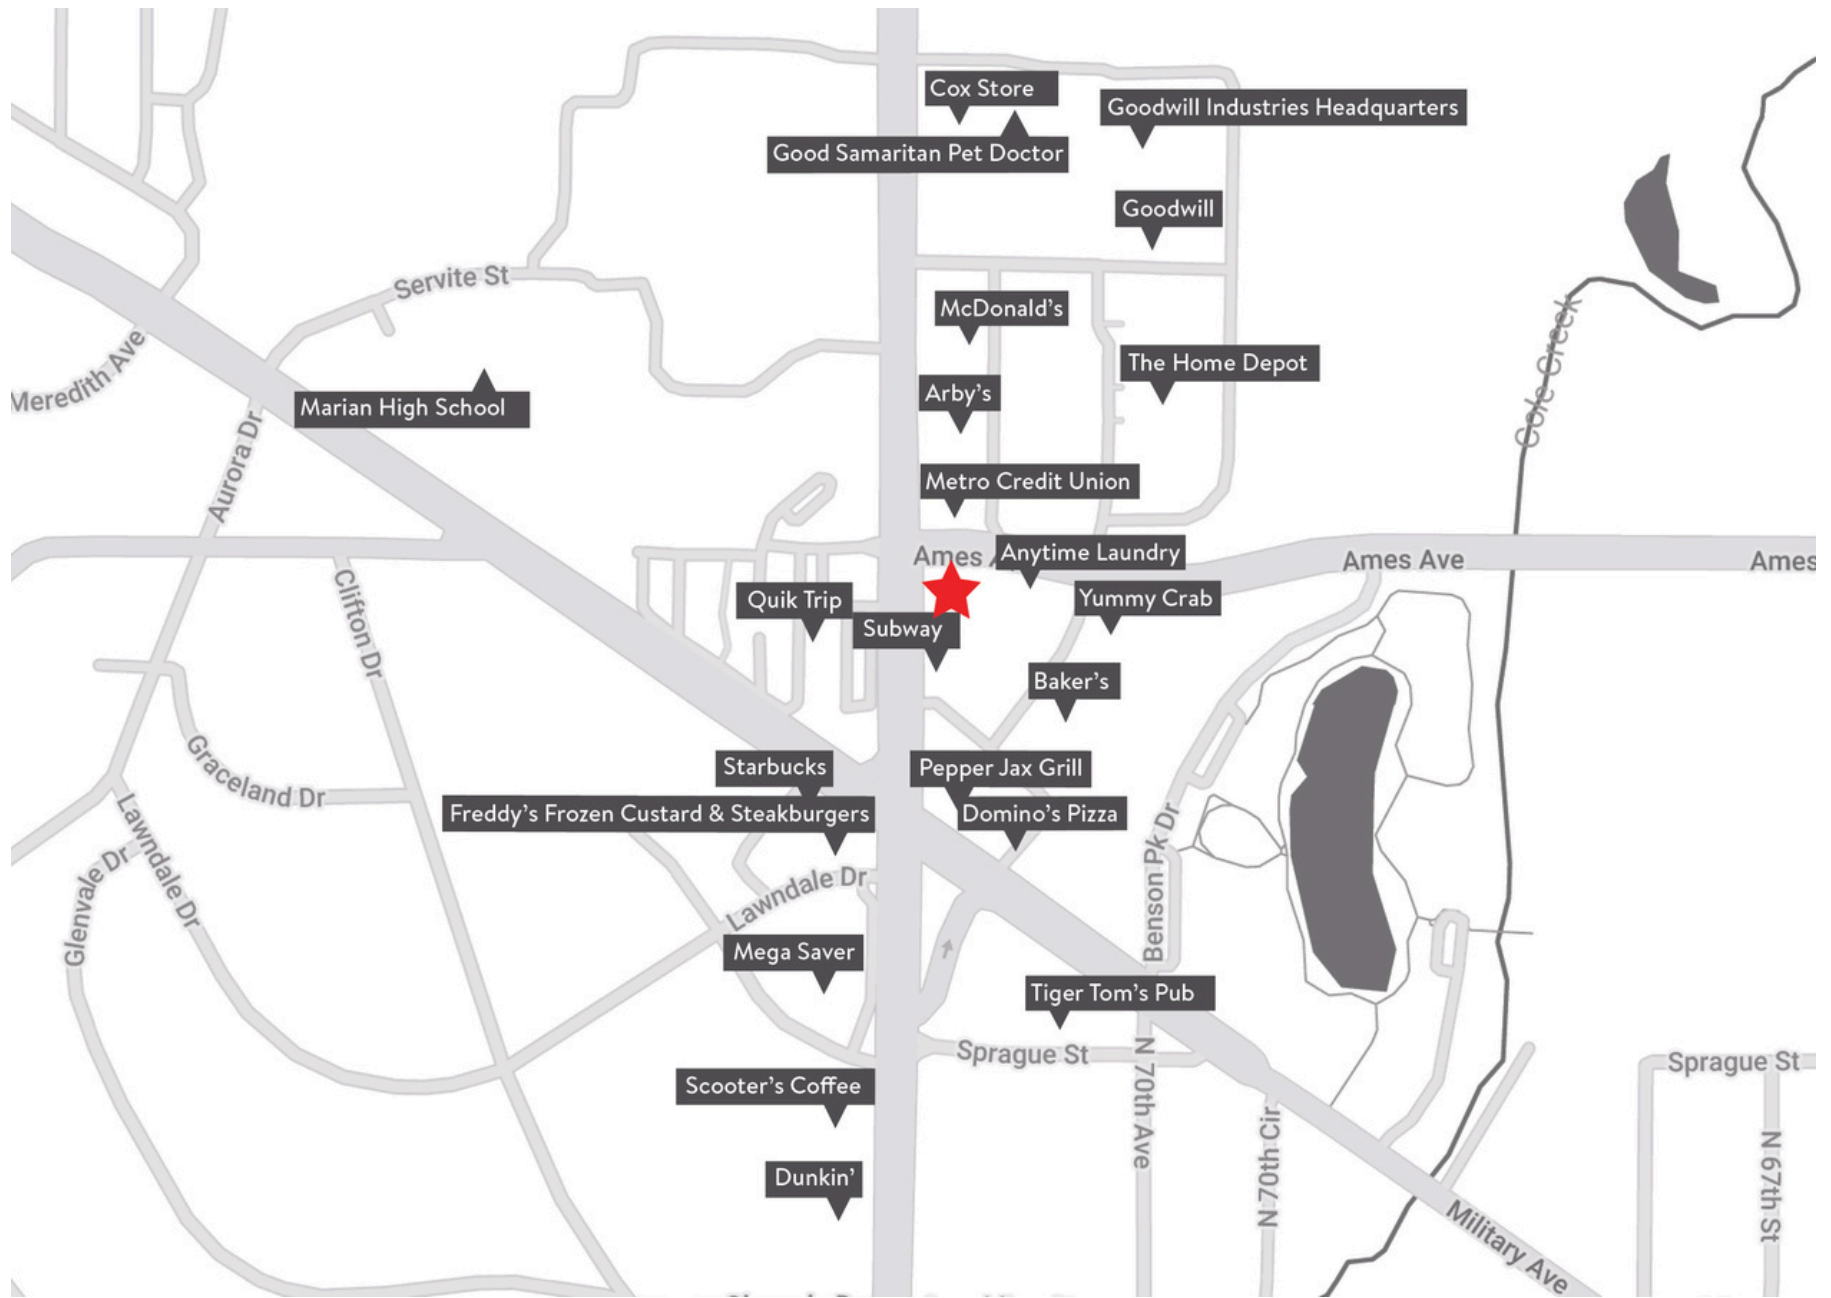 Cox Store
Goodwill Industries Headquarters
Good Samaritan Pet Doctor
Goodwill
Servite St
McDonald's
Cole Creek
Meredith Ave
The Home Depot
Arby's
Marian High School
Aurora Dr
Metro Credit Union
Ames
Anytime Laundry
Ames Ave
Ames
Quik Trip
Yummy Crab
Clifton Dr
Subway
Baker's
Graceland Dr
Starbucks
Pepper Jax Grill
Freddy's Frozen Custard & Steakburgers
Domino's Pizza
Lawndale Dr
Glenvale Dr
Lawndale Dr
Benson Pk Dr
Mega Saver
Tiger Tom's Pub
Sprague St
N 70th Ave
Sprague St
Scooter's Coffee
N 70th Cir
N 67th St
Dunkin'
Military Ave